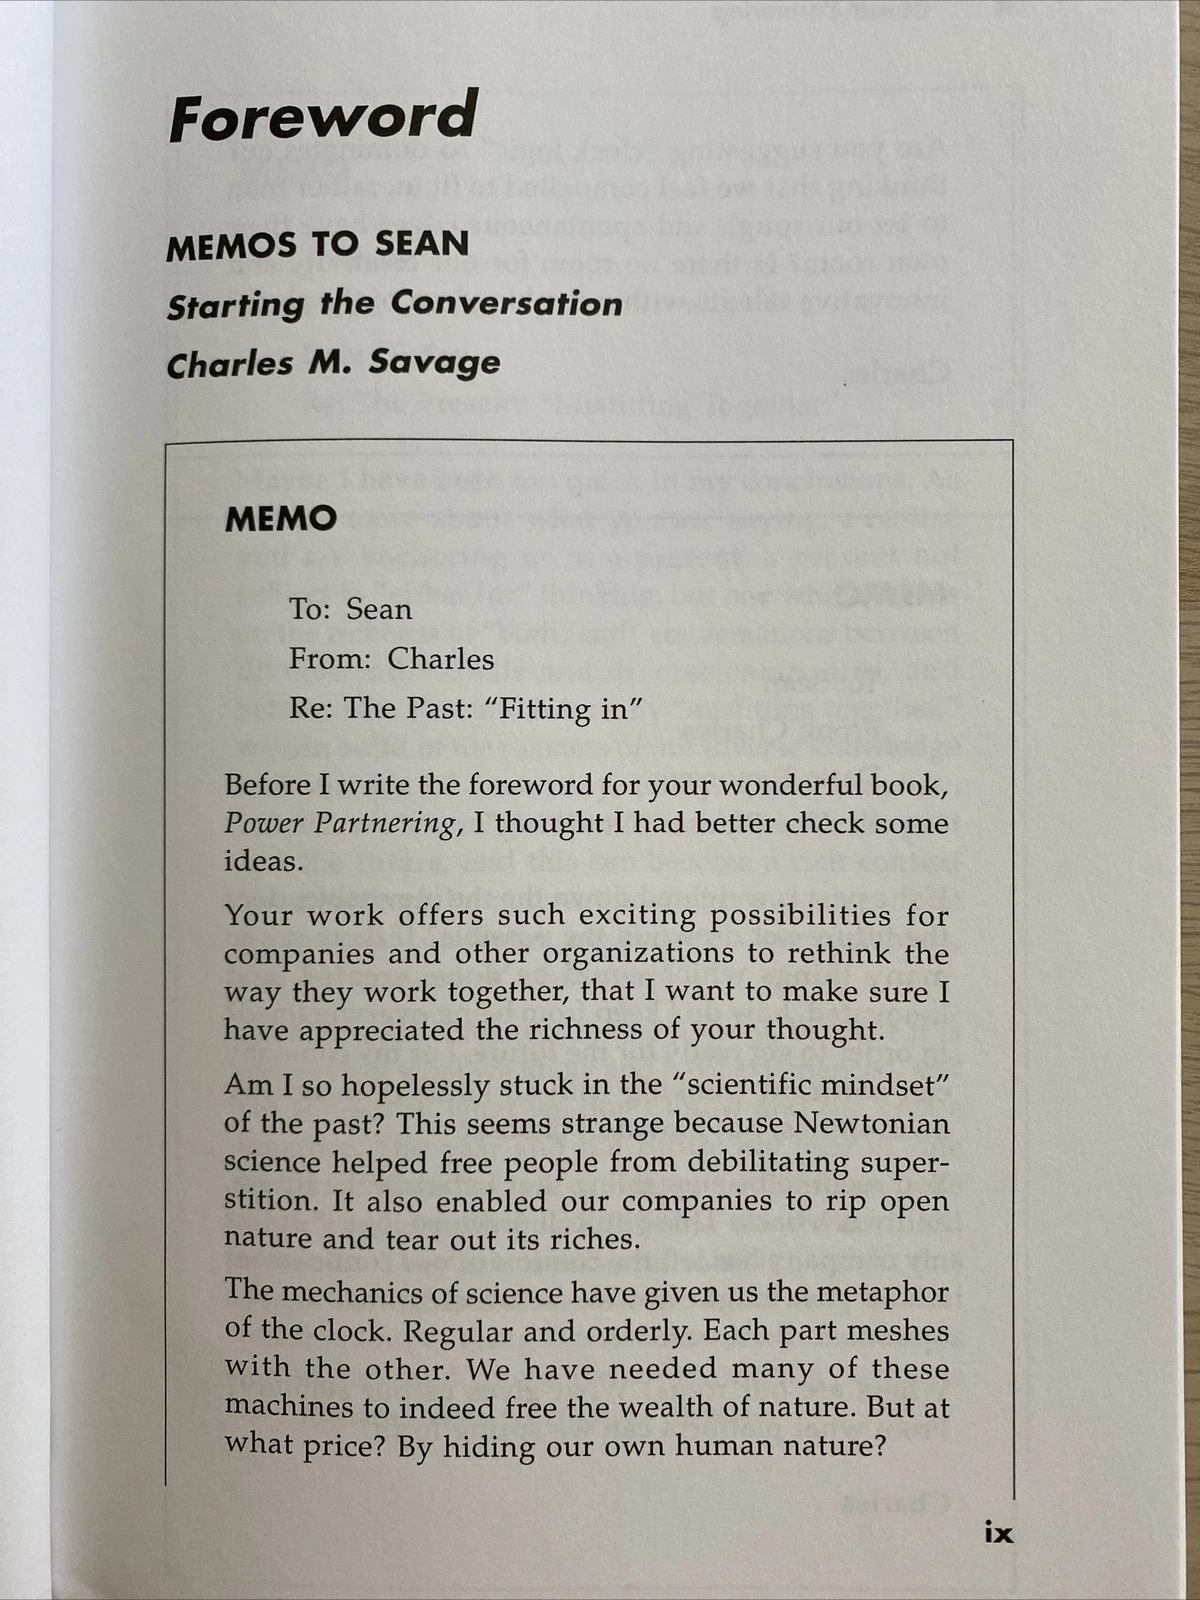 Foreword
MEMOS TO SEAN
Starting the Conversation
Charles M. Savage
MEMO
To: Sean
From: Charles
Re: The Past: “Fitting in”
Before I write the foreword for your wonderful book,
Power Partnering, I thought I had better check some
ideas.
Your work offers such exciting possibilities for
companies and other organizations to rethink the
way they work together, that I want to make sure I
have appreciated the richness of your thought.
Am I so hopelessly stuck in the “scientific mindset”
of the past? This seems strange because Newtonian
science helped free people from debilitating super-
stition. It also enabled our companies to rip open
nature and tear out its riches.
The mechanics of science have given us the metaphor
of the clock. Regular and orderly. Each part meshes
with the other. We have needed many of these
machines to indeed free the wealth of nature. But at
what price? By hiding our own human nature?
ix